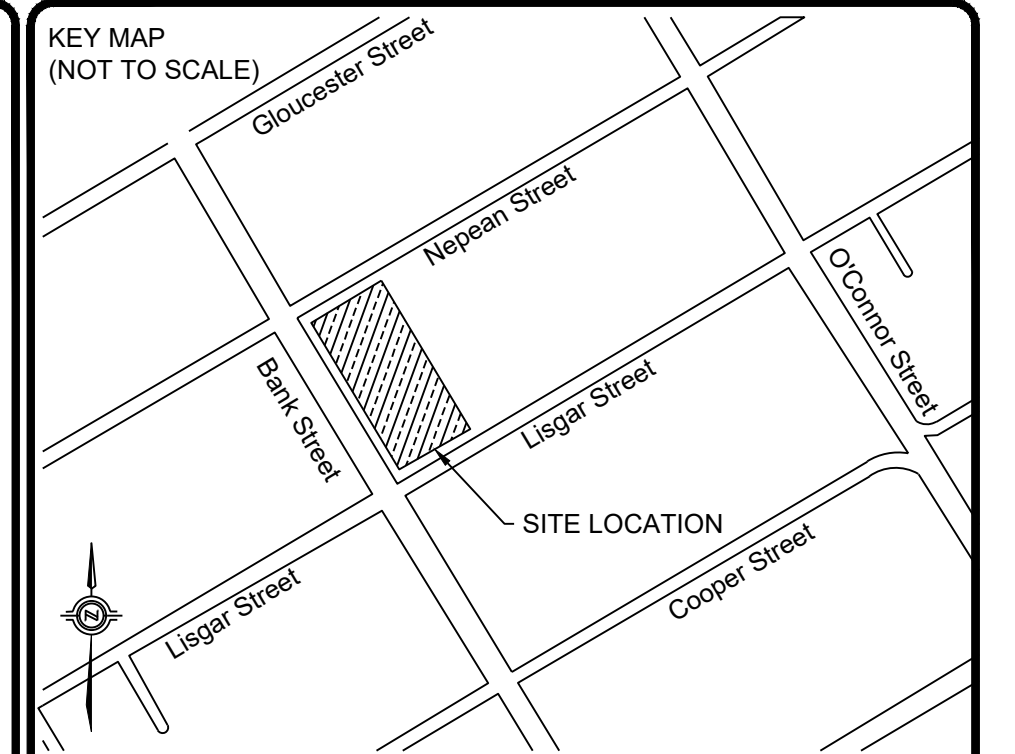 KEY MAP
(NOT TO SCALE)
Gloucester Street
Nepean Street
O'Connor Street
Bank Street
Lisgar Street
SITE LOCATION
Cooper Street
Lisgar Street
N